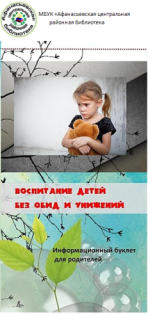 МБУК «Афанасьевская центральная
районная библиотека
ВОСПИТАНИЕ ДЕТЕЙ
БЕЗ ОБИД И УНИЖЕНИЙ
Информационный буклет
для родителей